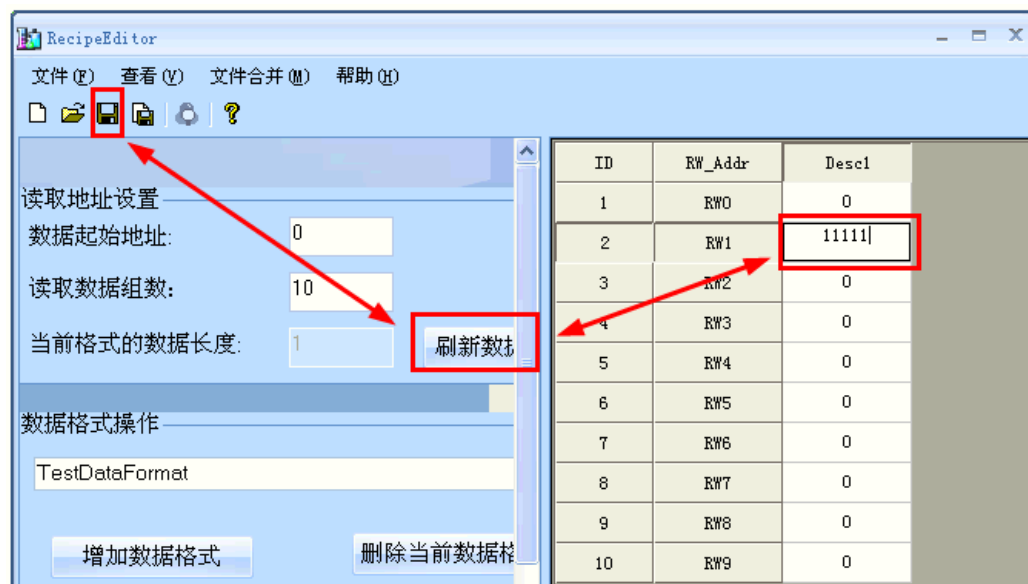 RecipeEditor
文件(F) 查看(V) 文件合并(M) 帮助(H)
读取地址设置
数据起始地址: 0
读取数据组数: 10
当前格式的数据长度: 1
刷新数据
数据格式操作
TestDataFormat
增加数据格式 删除当前数据格
ID RW_Addr Desc1
1 RW0 0
2 RW1 11111
3 RW2 0
4 RW3 0
5 RW4 0
6 RW5 0
7 RW6 0
8 RW7 0
9 RW8 0
10 RW9 0